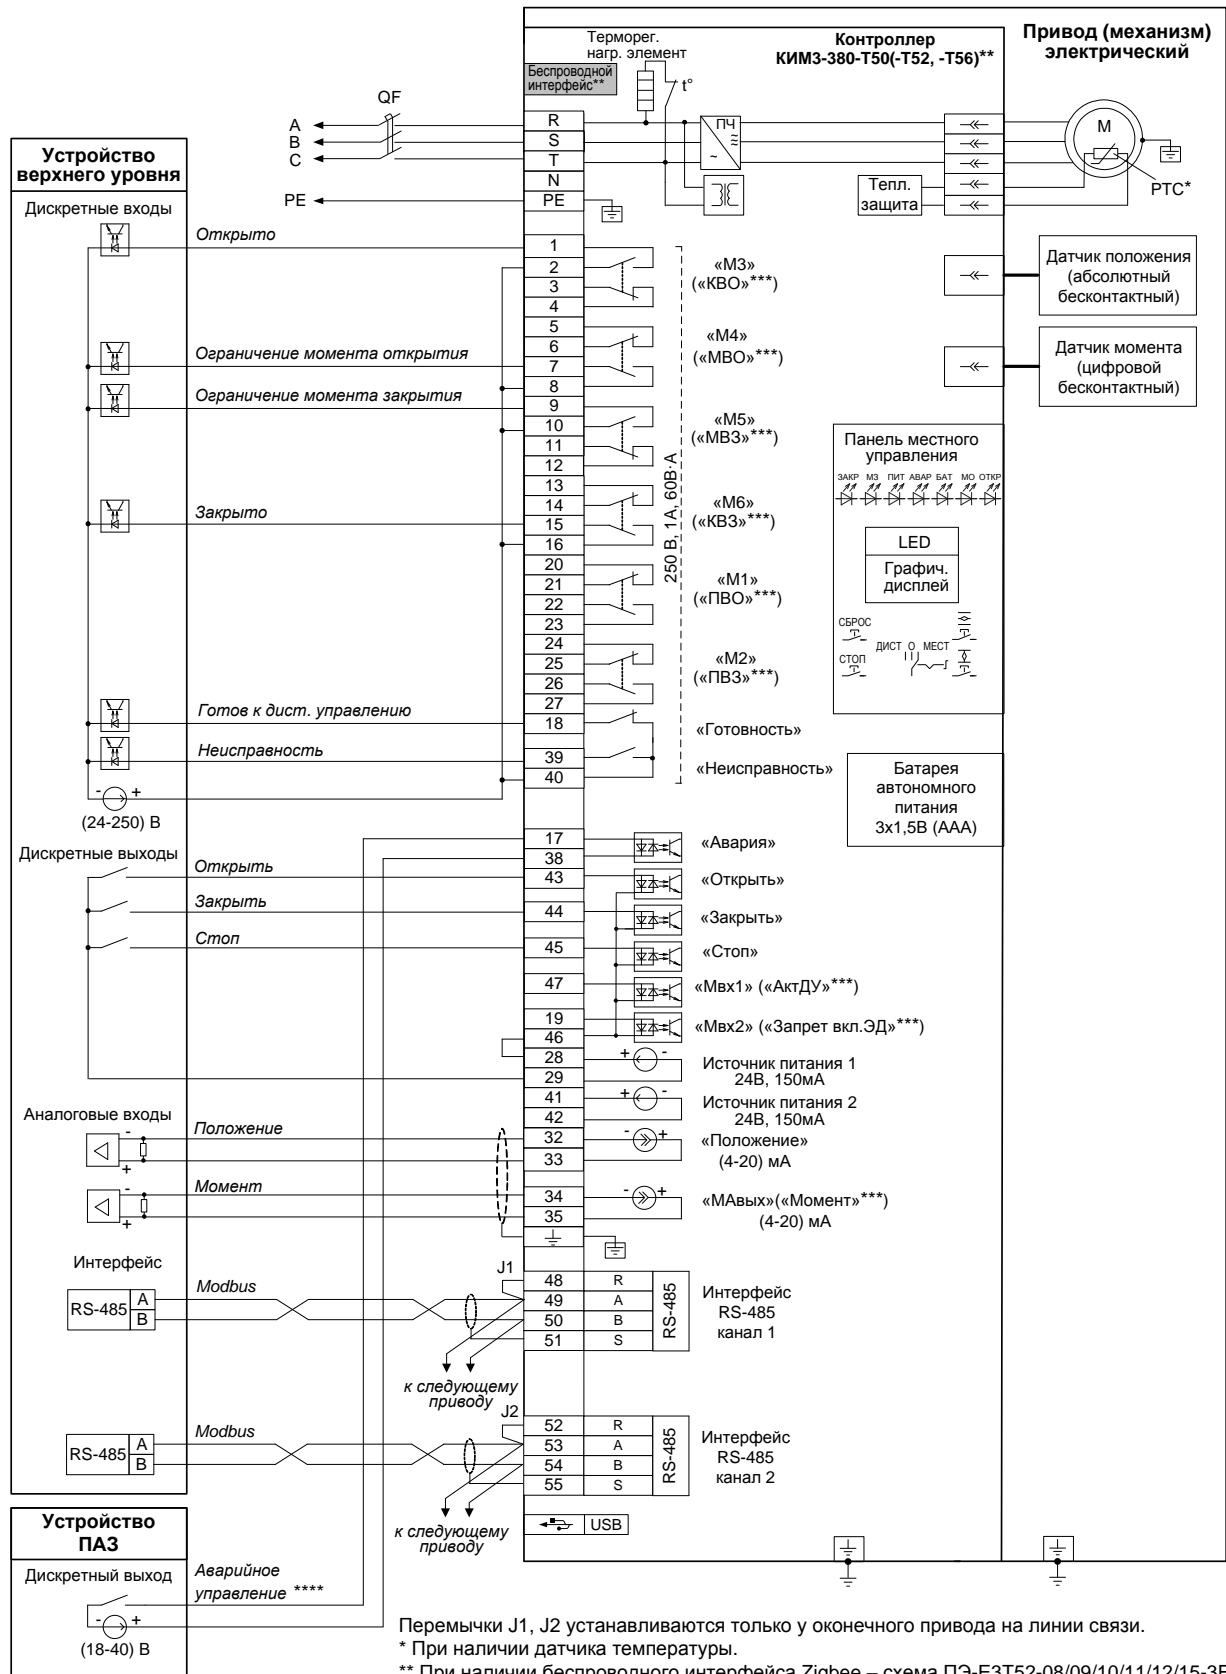 Терморег.
нагр. элемент
Контроллер
КИМ3-380-Т50(-Т52, -Т56)**
Привод (механизм)
электрический
Беспроводной
интерфейс**
t°
QF
A
B
C
PE
R
S
T
N
PE
ПЧ
M
PTC*
Тепл.
защита
Устройство
верхнего уровня
Дискретные входы
Открыто
Ограничение момента открытия
Ограничение момента закрытия
Закрыто
Готов к дист. управлению
Неисправность
- +
(24-250) В
1
2
3
4
«М3»
(«КВО»***)
5
6
7
8
«М4»
(«МВО»***)
9
10
11
12
«М5»
(«МВЗ»***)
13
14
15
16
«М6»
(«КВЗ»***)
20
21
22
23
«М1»
(«ПВО»***)
24
25
26
27
«М2»
(«ПВЗ»***)
18
«Готовность»
39
40
«Неисправность»
250 В, 1А, 60В·А
Датчик положения
(абсолютный
бесконтактный)
Датчик момента
(цифровой
бесконтактный)
Панель местного
управления
ЗАКР МЗ ПИТ АВАР БАТ МО ОТКР
LED
Графич.
дисплей
СБРОС
СТОП
ДИСТ О МЕСТ
Батарея
автономного
питания
3х1,5В (ААА)
Дискретные выходы
Открыть
Закрыть
Стоп
17
38
«Авария»
43
«Открыть»
44
«Закрыть»
45
«Стоп»
47
«Мвх1» («АктДУ»***)
19
46
«Мвх2» («Запрет вкл.ЭД»***)
28
29
+ -
Источник питания 1
24В, 150мА
41
42
+ -
Источник питания 2
24В, 150мА
Аналоговые входы
-
+
Положение
32
33
- +
«Положение»
(4-20) мА
-
+
Момент
34
35
- +
«МАвых»(«Момент»***)
(4-20) мА
Интерфейс
RS-485
A
B
Modbus
J1
48 R
49 A
50 B
51 S
RS-485
Интерфейс
RS-485
канал 1
к следующему
приводу
RS-485
A
B
Modbus
J2
52 R
53 A
54 B
55 S
RS-485
Интерфейс
RS-485
канал 2
к следующему
приводу
USB
Устройство
ПАЗ
Дискретный выход
Аварийное
управление ****
- +
(18-40) В
Перемычки J1, J2 устанавливаются только у оконечного привода на линии связи.
* При наличии датчика температуры.